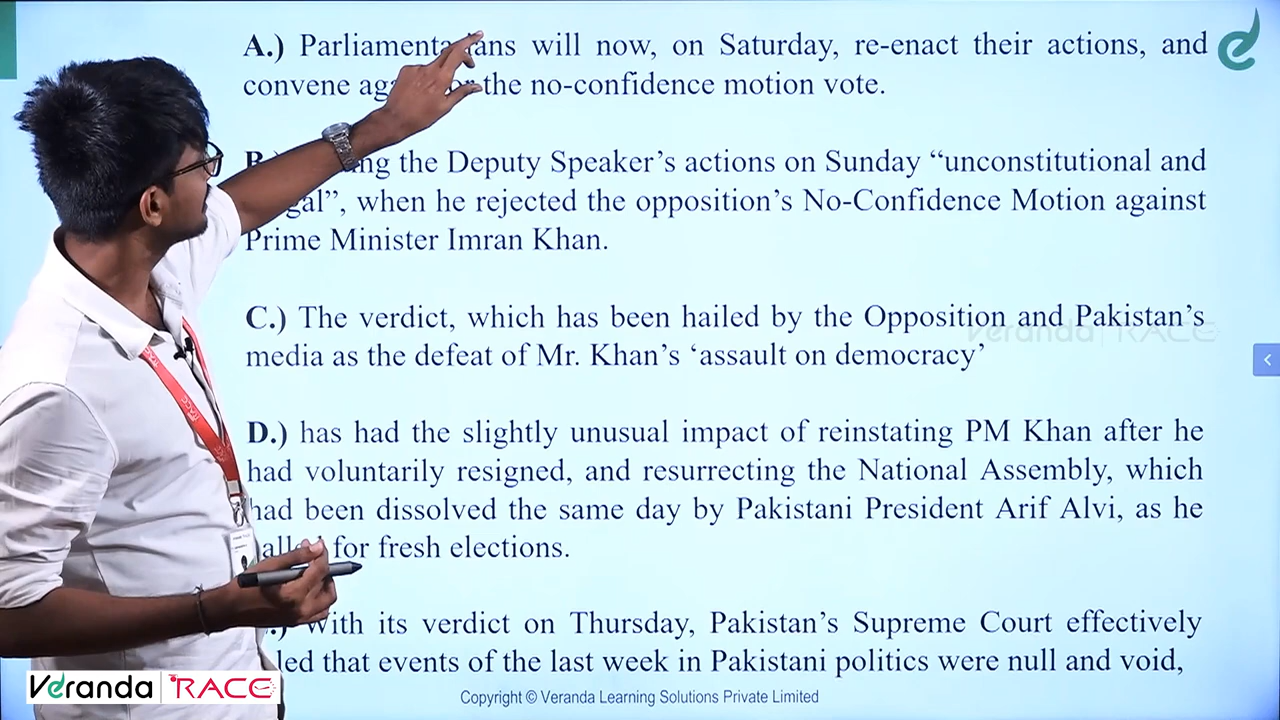 A.) Parliamentarians will now, on Saturday, re-enact their actions, and
convene for the no-confidence motion vote.
the Deputy Speaker's actions on Sunday “unconstitutional and
when he rejected the opposition's No-Confidence Motion against
Prime Minister Imran Khan.
C.) The verdict, which has been hailed by the Opposition and Pakistan's
media as the defeat of Mr. Khan's ‘assault on democracy’
Veranda RACE
D.) has had the slightly unusual impact of reinstating PM Khan after he
had voluntarily resigned, and resurrecting the National Assembly, which
had been dissolved the same day by Pakistani President Arif Alvi, as he
for fresh elections.
With its verdict on Thursday, Pakistan's Supreme Court effectively
that events of the last week in Pakistani politics were null and void,
Veranda RACE
Copyright © Veranda Learning Solutions Private Limited